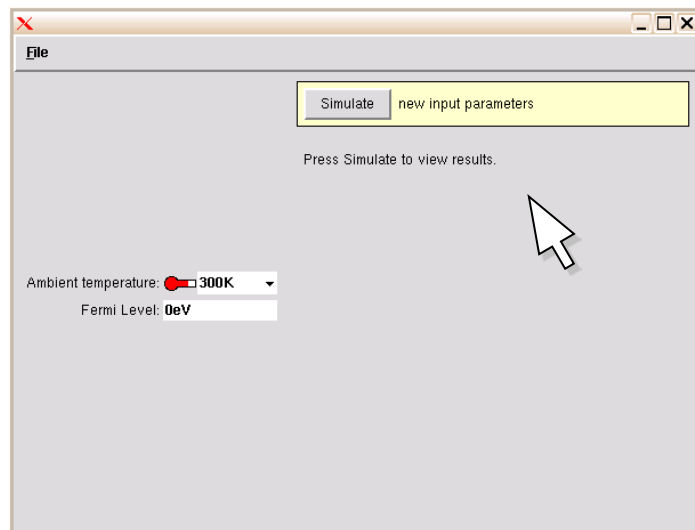 File
Simulate new input parameters
Press Simulate to view results.
Ambient temperature: 300K
Fermi Level: 0eV